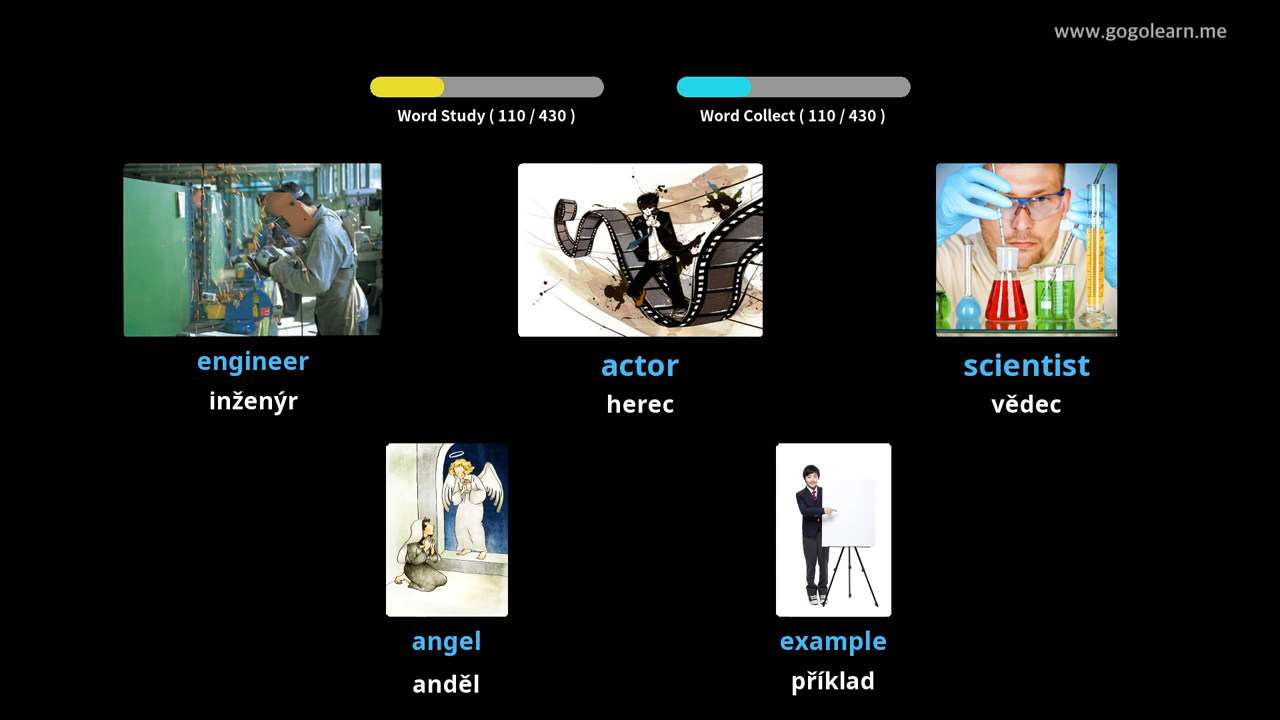 www.gogolearn.me
Word Study ( 110 / 430 )
Word Collect ( 110 / 430 )
engineer
inženýr
actor
herec
scientist
vědec
angel
anděl
example
příklad